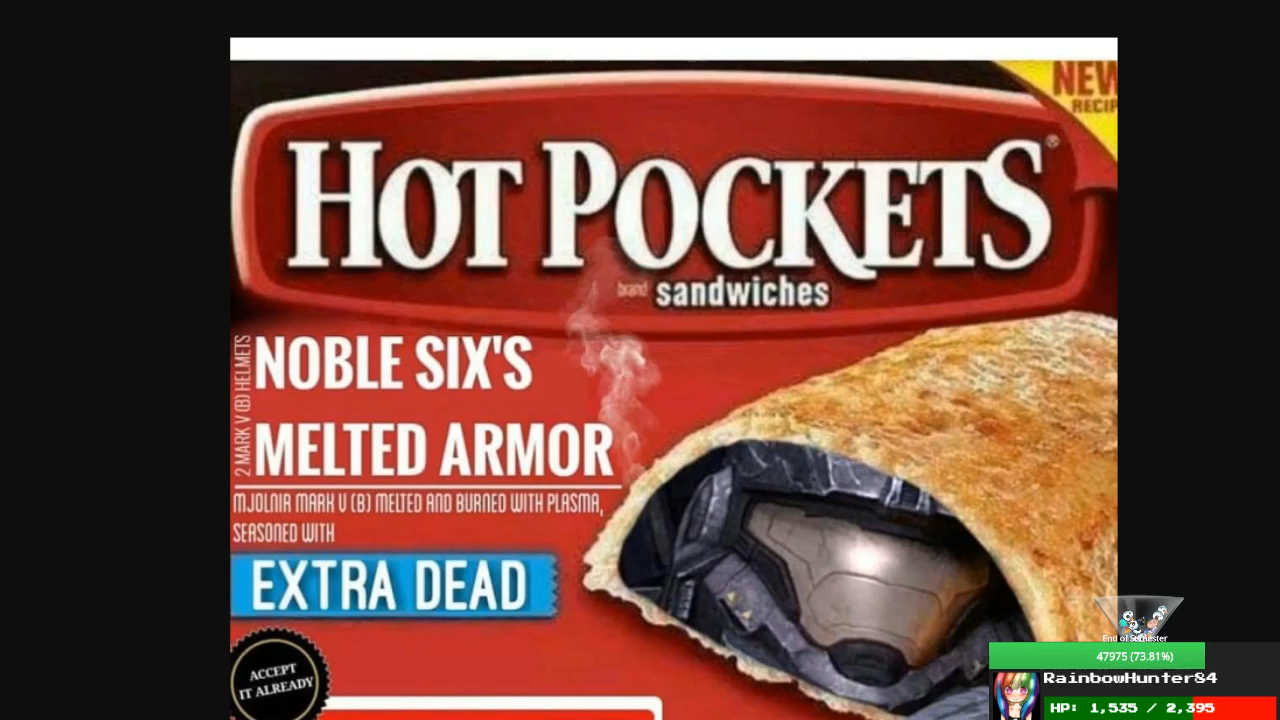 NEW
RECIP
HOT POCKETS®
brand sandwiches
2 MARK V (B) HELMETS
NOBLE SIX'S
MELTED ARMOR
MJOLNIR MARK V (B) MELTED AND BURNED WITH PLASMA,
SEASONED WITH
EXTRA DEAD
ACCEPT
IT ALREADY
End of Semester
47975 (73.81%)
RainbowHunter84
HP: 1,535 / 2,395